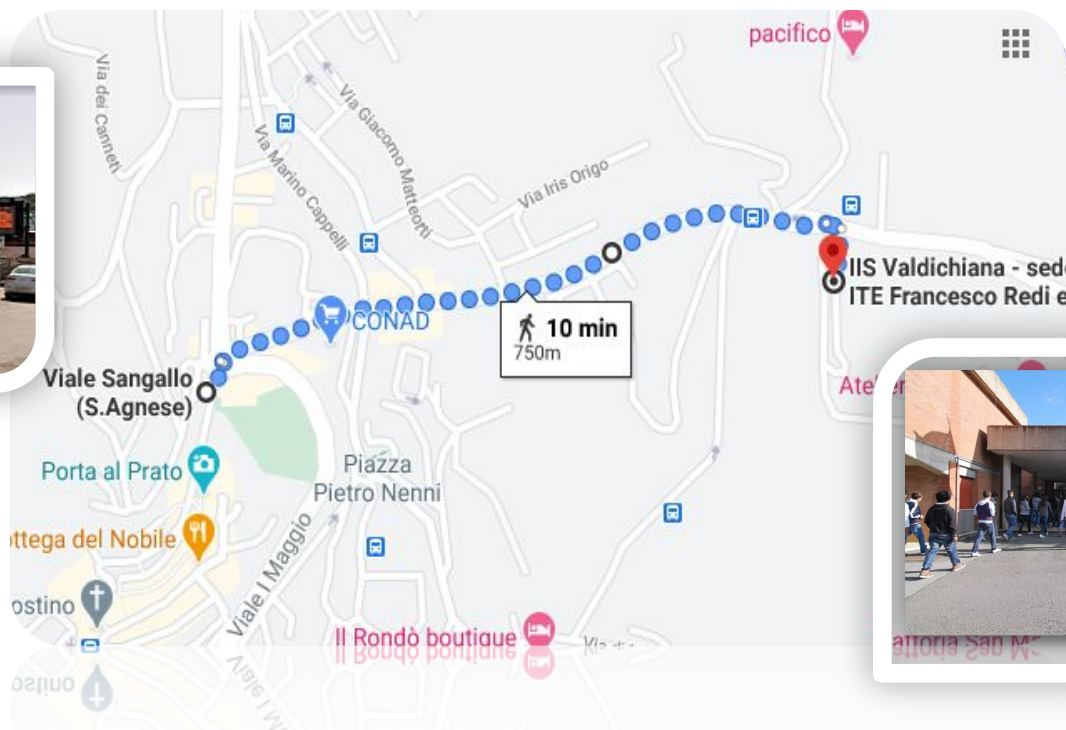 pacifico
Via dei Canneti
Via Giacomo Matteotti
Via Marino Cappelli
Via Iris Origo
IIS Valdichiana - sede
ITE Francesco Redi e
CONAD
10 min
750m
Viale Sangallo
(S.Agnese)
Atelier
Porta al Prato
Piazza
Pietro Nenni
ttega del Nobile
Viale I Maggio
ostino
Il Rondò boutique